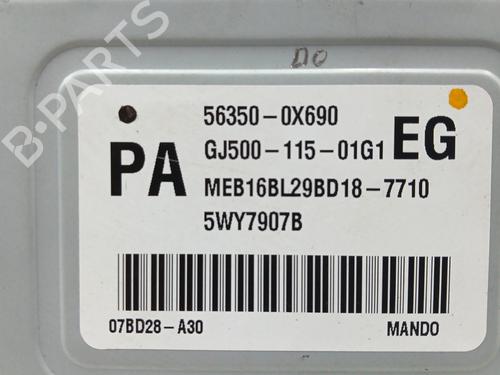 B-PARTS
DO
56350-0X690
PA
GJ500-115-01G1
EG
MEB16BL29BD18-7710
5WY7907B
07BD28-A30
MANDO